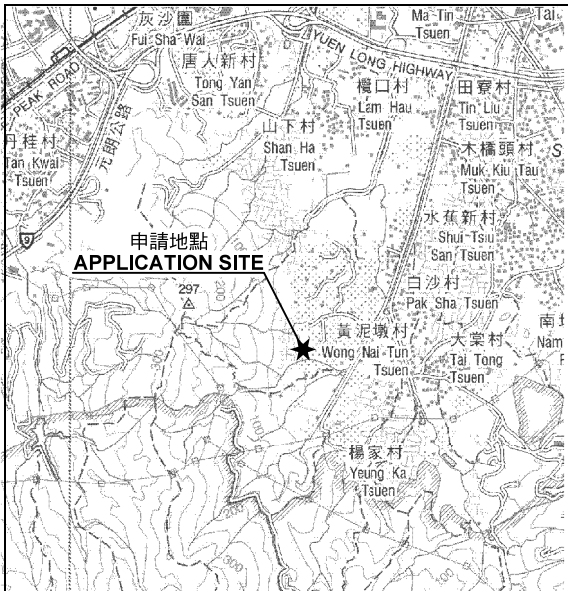 灰沙圍
Fui Sha Wai
Ma Tin
Tsuen
Tai
唐人新村
Tong Yan
San Tsuen
YUEN LONG HIGHWAY
PEAK ROAD
欖口村
Lam Hau
Tsuen
田寮村
Tin Liu
Tsuen
丹桂村
Tan Kwai
Tsuen
元朗公路
山下村
Shan Ha
Tsuen
木橋頭村
Muk Kiu Tau
Tsuen
S
水蕉新村
Shui Tsiu
San Tsuen
9
申請地點
APPLICATION SITE
白沙村
Pak Sha Tsuen
297
200
100
黃泥墩村
Wong Nai Tun
Tsuen
大棠村
Tai Tong
Tsuen
南坑
Nam
楊家村
Yeung Ka
Tsuen
100
300
100